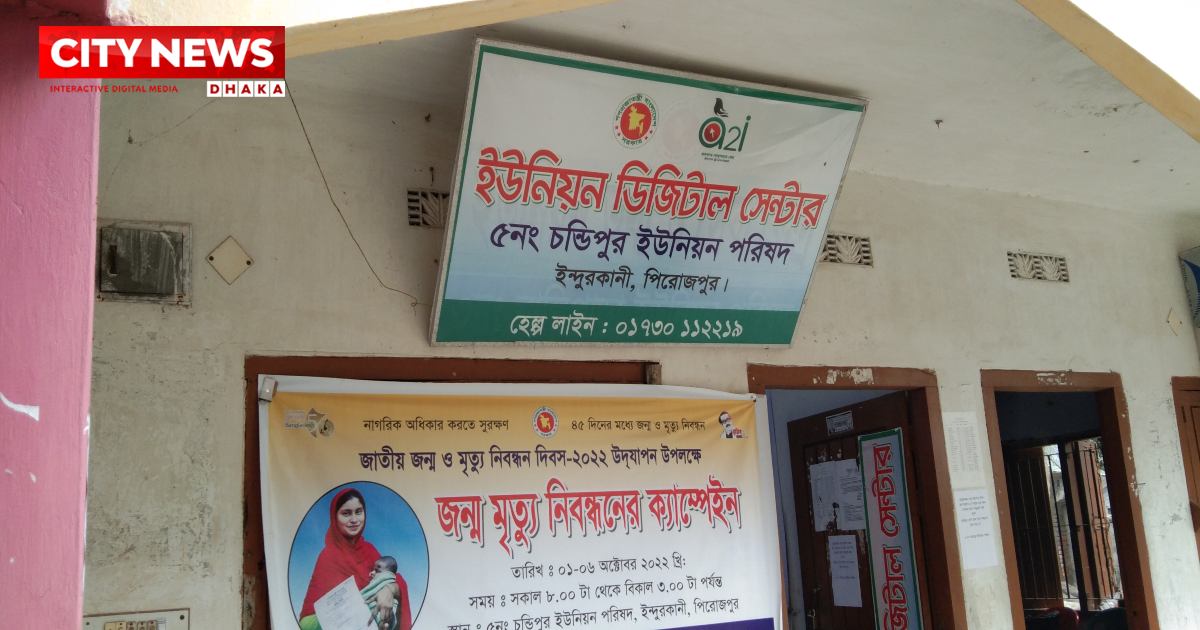 CITY NEWS
INTERACTIVE DIGITAL MEDIA
DHAKA
a2i
ইউনিয়ন ডিজিটাল সেন্টার
৫নং চন্ডিপুর ইউনিয়ন পরিষদ
ইন্দুরকানী, পিরোজপুর।
হেল্প লাইন : ০১৭৩০ ১১২২১৯
নাগরিক অধিকার করতে সুরক্ষণ
৪৫ দিনের মধ্যে জন্ম ও মৃত্যু নিবন্ধন
জাতীয় জন্ম ও মৃত্যু নিবন্ধন দিবস-২০২২ উদ্‌যাপন উপলক্ষে
জন্ম মৃত্যু নিবন্ধনের ক্যাম্পেইন
তারিখ : ০১-০৬ অক্টোবর ২০২২ খ্রি:
সময় : সকাল ৮.০০ টা থেকে বিকাল ৩.০০ টা পর্যন্ত
স্থান : ৫নং চন্ডিপুর ইউনিয়ন পরিষদ, ইন্দুরকানী, পিরোজপুর
জিটাল সেন্টার